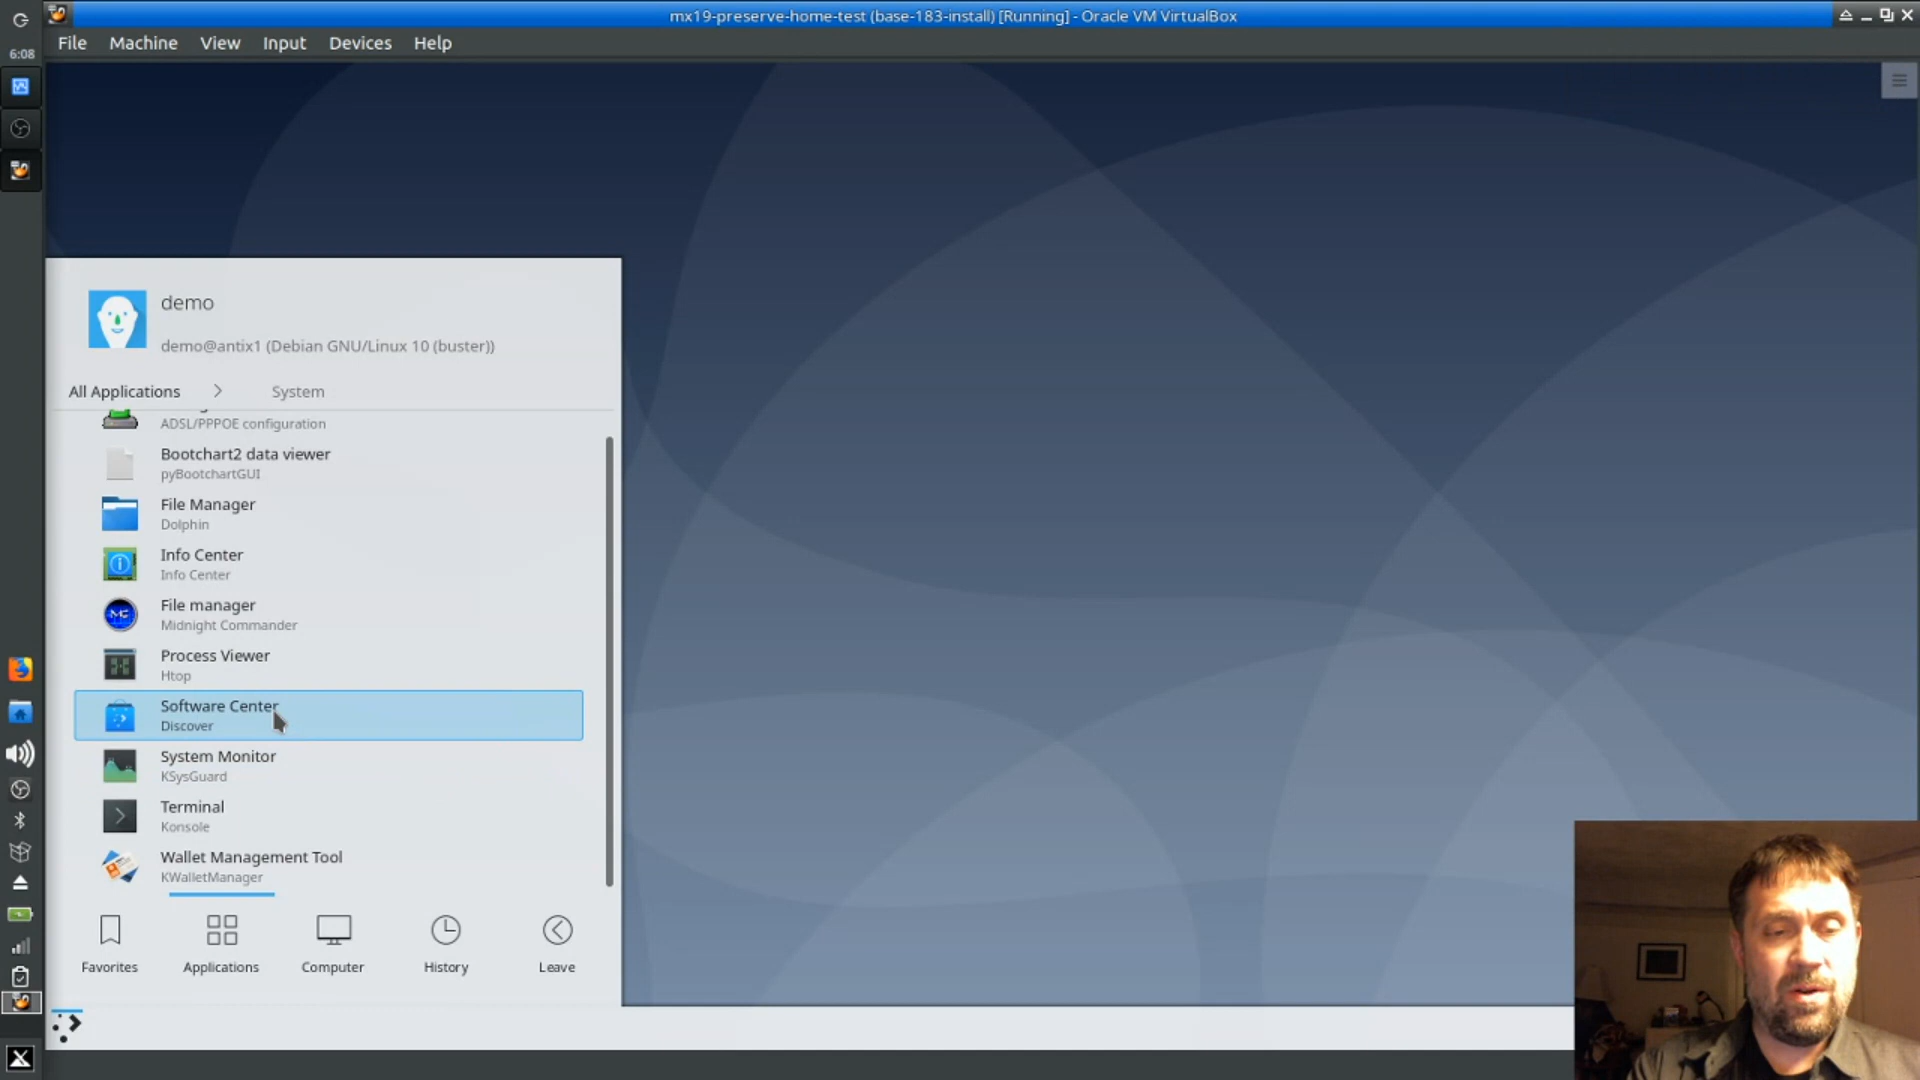 mx19-preserve-home-test (base-183-install) [Running] - Oracle VM VirtualBox
6:08
File Machine View Input Devices Help
demo
demo@antix1 (Debian GNU/Linux 10 (buster))
All Applications > System
ADSL/PPPOE configuration
Bootchart2 data viewer
pyBootchartGUI
File Manager
Dolphin
Info Center
Info Center
File manager
Midnight Commander
Process Viewer
Htop
Software Center
Discover
System Monitor
KSysGuard
Terminal
Konsole
Wallet Management Tool
KWalletManager
Favorites Applications Computer History Leave